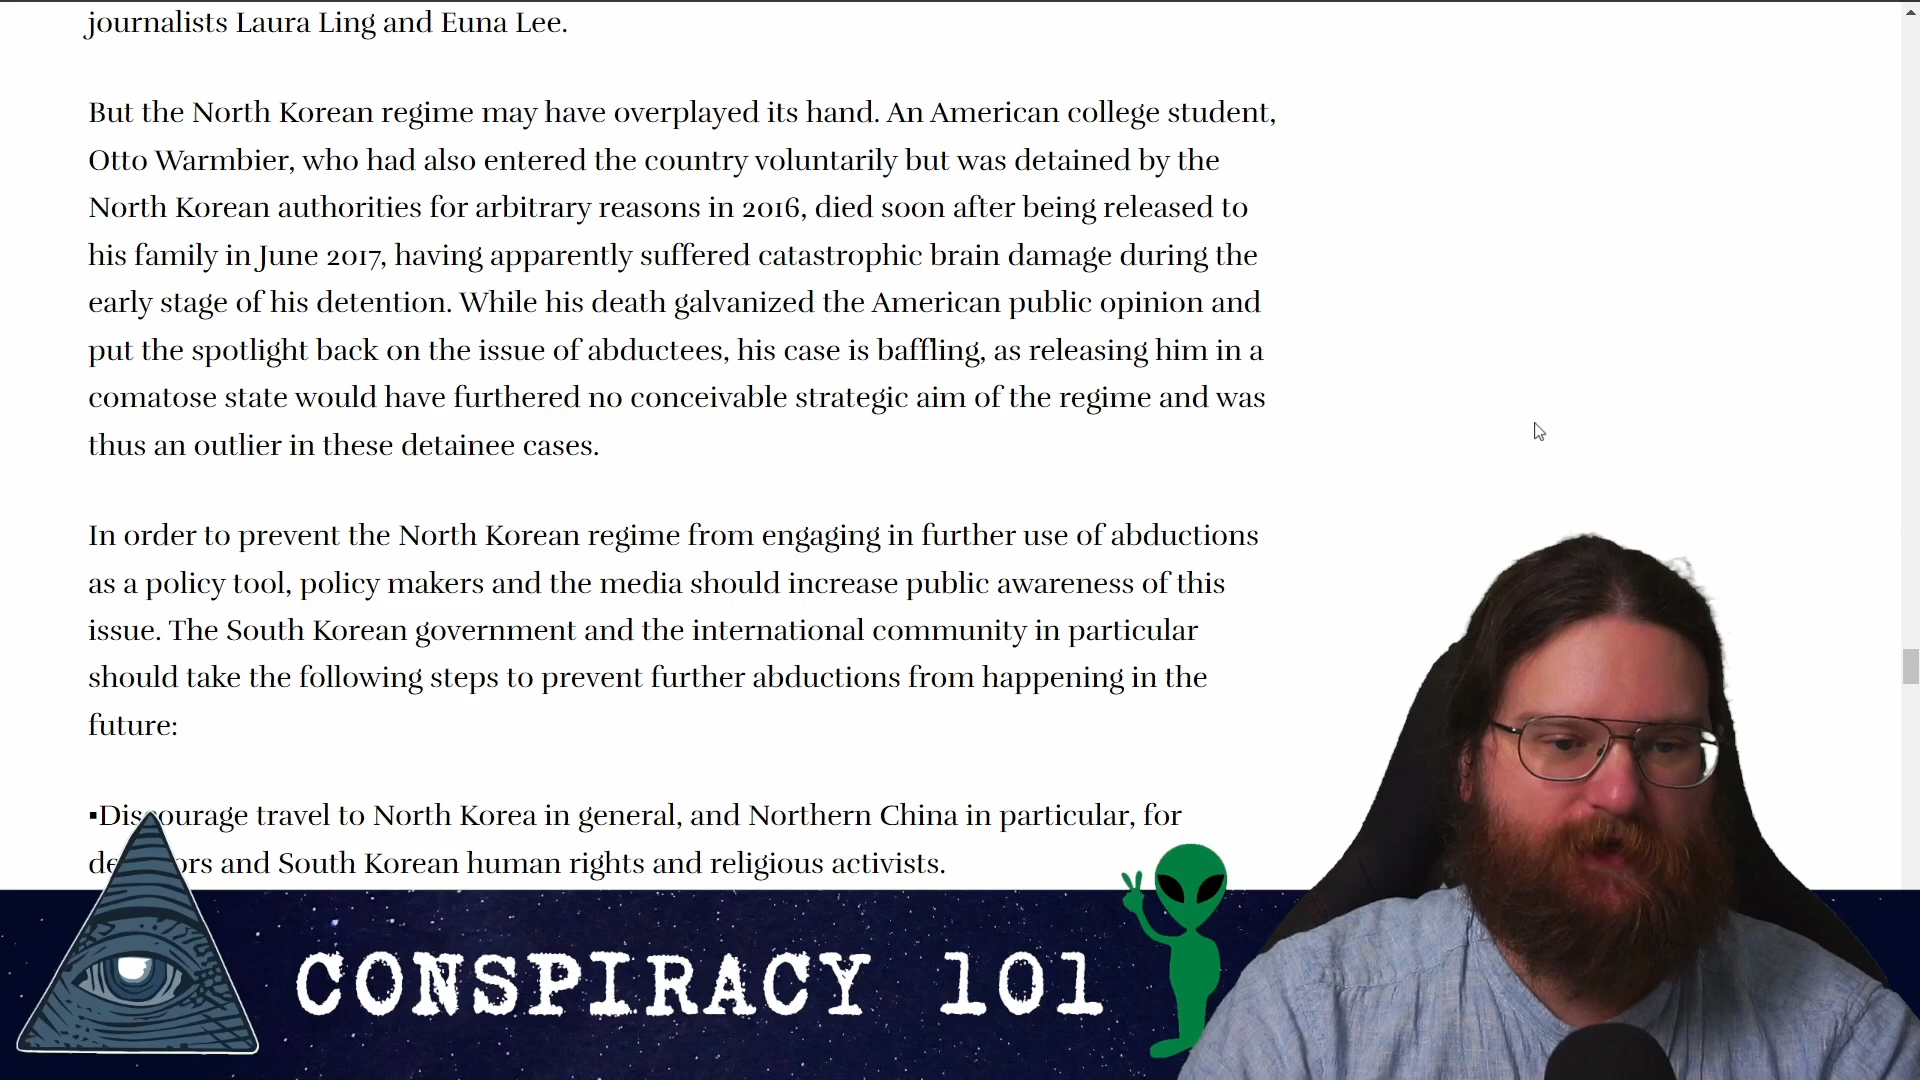 journalists Laura Ling and Euna Lee.
But the North Korean regime may have overplayed its hand. An American college student,
Otto Warmbier, who had also entered the country voluntarily but was detained by the
North Korean authorities for arbitrary reasons in 2016, died soon after being released to
his family in June 2017, having apparently suffered catastrophic brain damage during the
early stage of his detention. While his death galvanized the American public opinion and
put the spotlight back on the issue of abductees, his case is baffling, as releasing him in a
comatose state would have furthered no conceivable strategic aim of the regime and was
thus an outlier in these detainee cases.
In order to prevent the North Korean regime from engaging in further use of abductions
as a policy tool, policy makers and the media should increase public awareness of this
issue. The South Korean government and the international community in particular
should take the following steps to prevent further abductions from happening in the
future:
▪Discourage travel to North Korea in general, and Northern China in particular, for
and South Korean human rights and religious activists.
CONSPIRACY 101